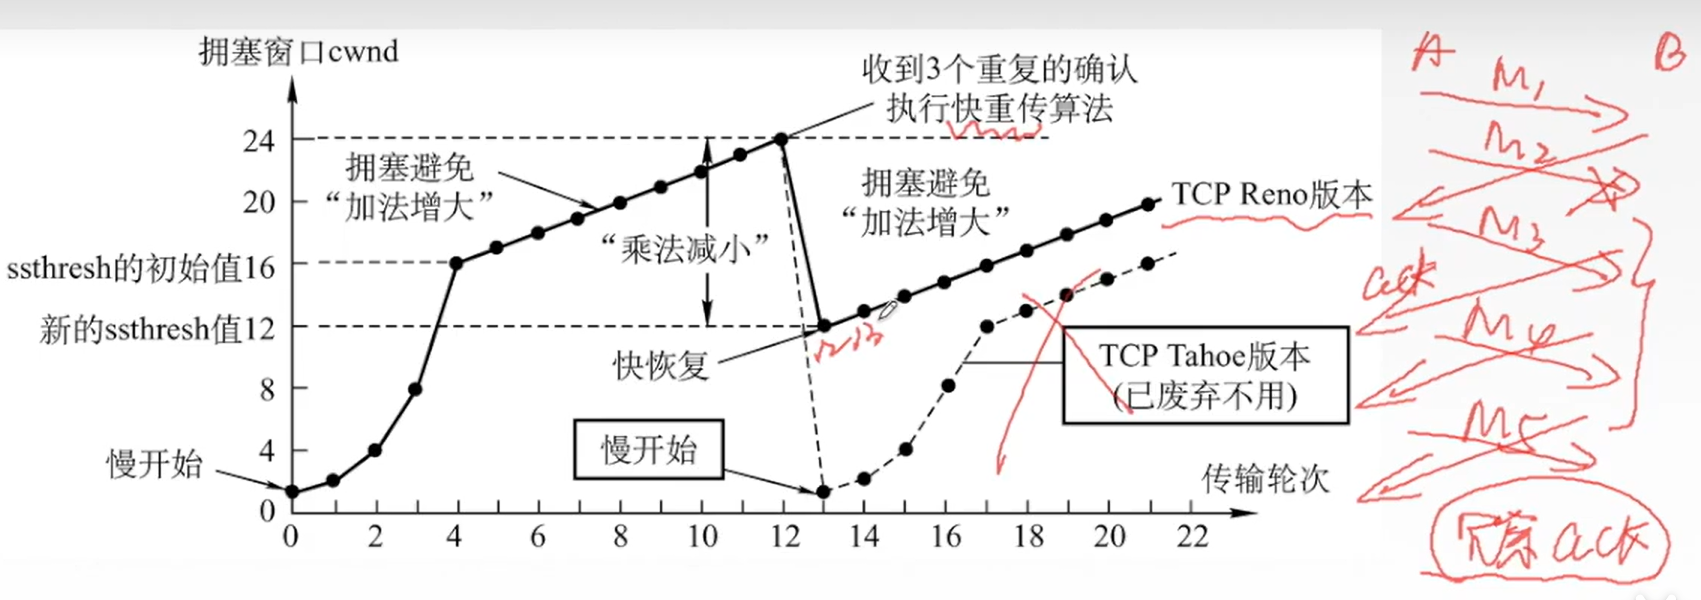 拥塞窗口cwnd
收到3个重复的确认
执行快重传算法
24
拥塞避免
“加法增大”
拥塞避免
“加法增大”
TCP Reno版本
20
“乘法减小”
ssthresh的初始值16
新的ssthresh值12
12 13
快恢复
TCP Tahoe版本
(已废弃不用)
8
慢开始
4
慢开始
传输轮次
0
0 2 4 6 8 10 12 14 16 18 20 22
A B
M1
M2
M3
ack
M4
M5
冗余ack